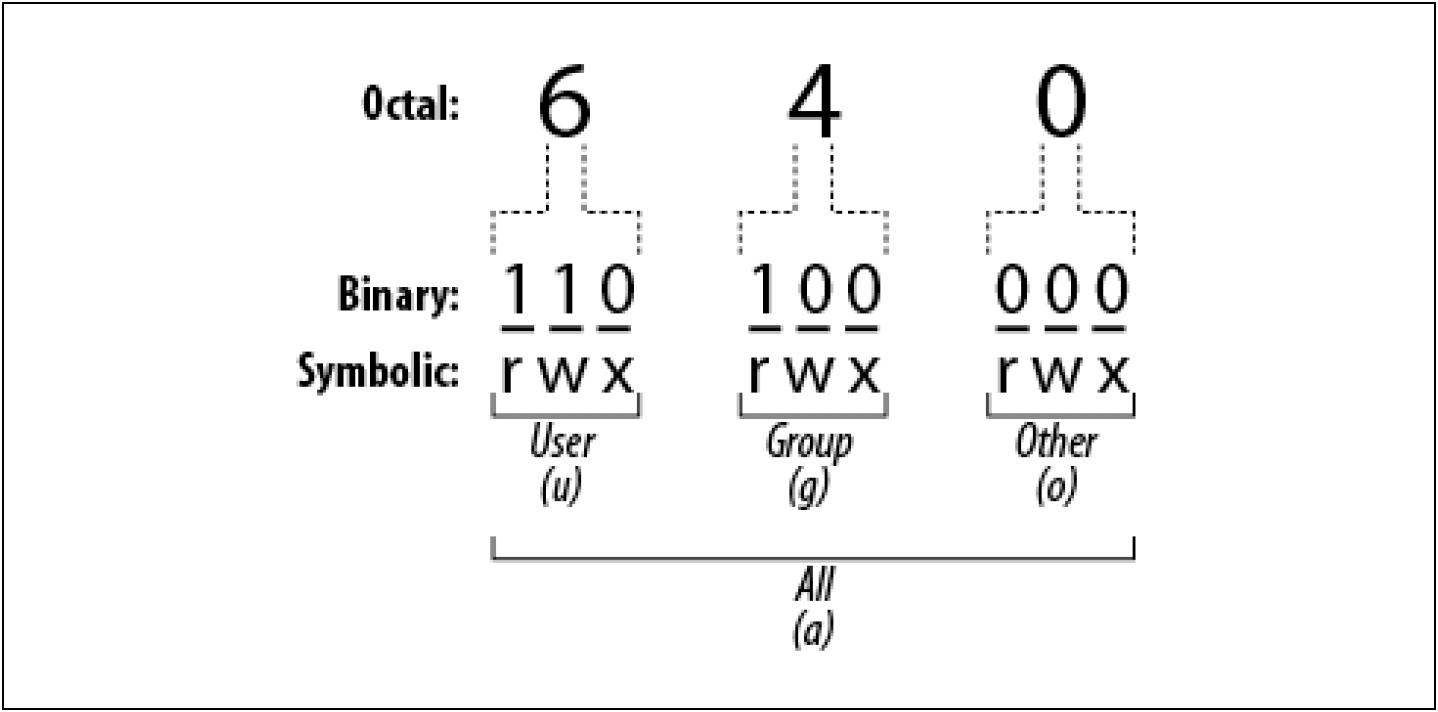 Octal: 6 4 0
Binary: 1 1 0 1 0 0 0 0 0
Symbolic: r w x r w x r w x
User Group Other
(u) (g) (o)
All
(a)